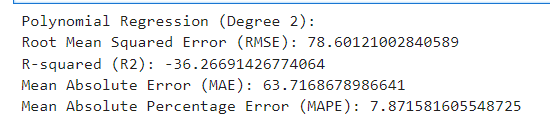 Polynomial Regression (Degree 2):
Root Mean Squared Error (RMSE): 78.60121002840589
R-squared (R2): -36.26691426774064
Mean Absolute Error (MAE): 63.7168678986641
Mean Absolute Percentage Error (MAPE): 7.871581605548725